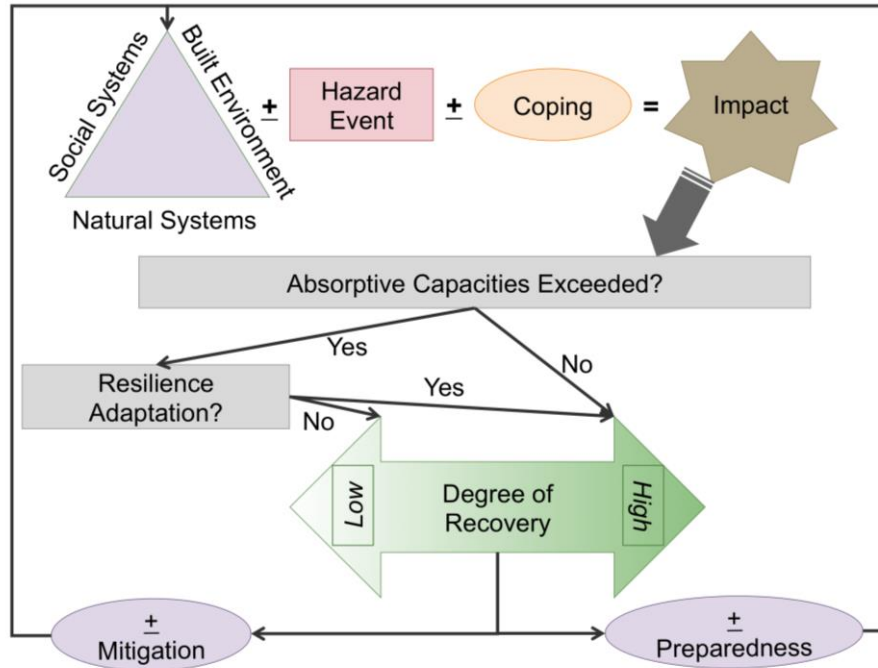 Social Systems
Built Environment
Natural Systems
±
Hazard
Event
±
Coping
=
Impact
Absorptive Capacities Exceeded?
Yes
No
Resilience
Adaptation?
Yes
No
Low
Degree of
Recovery
High
±
Mitigation
±
Preparedness